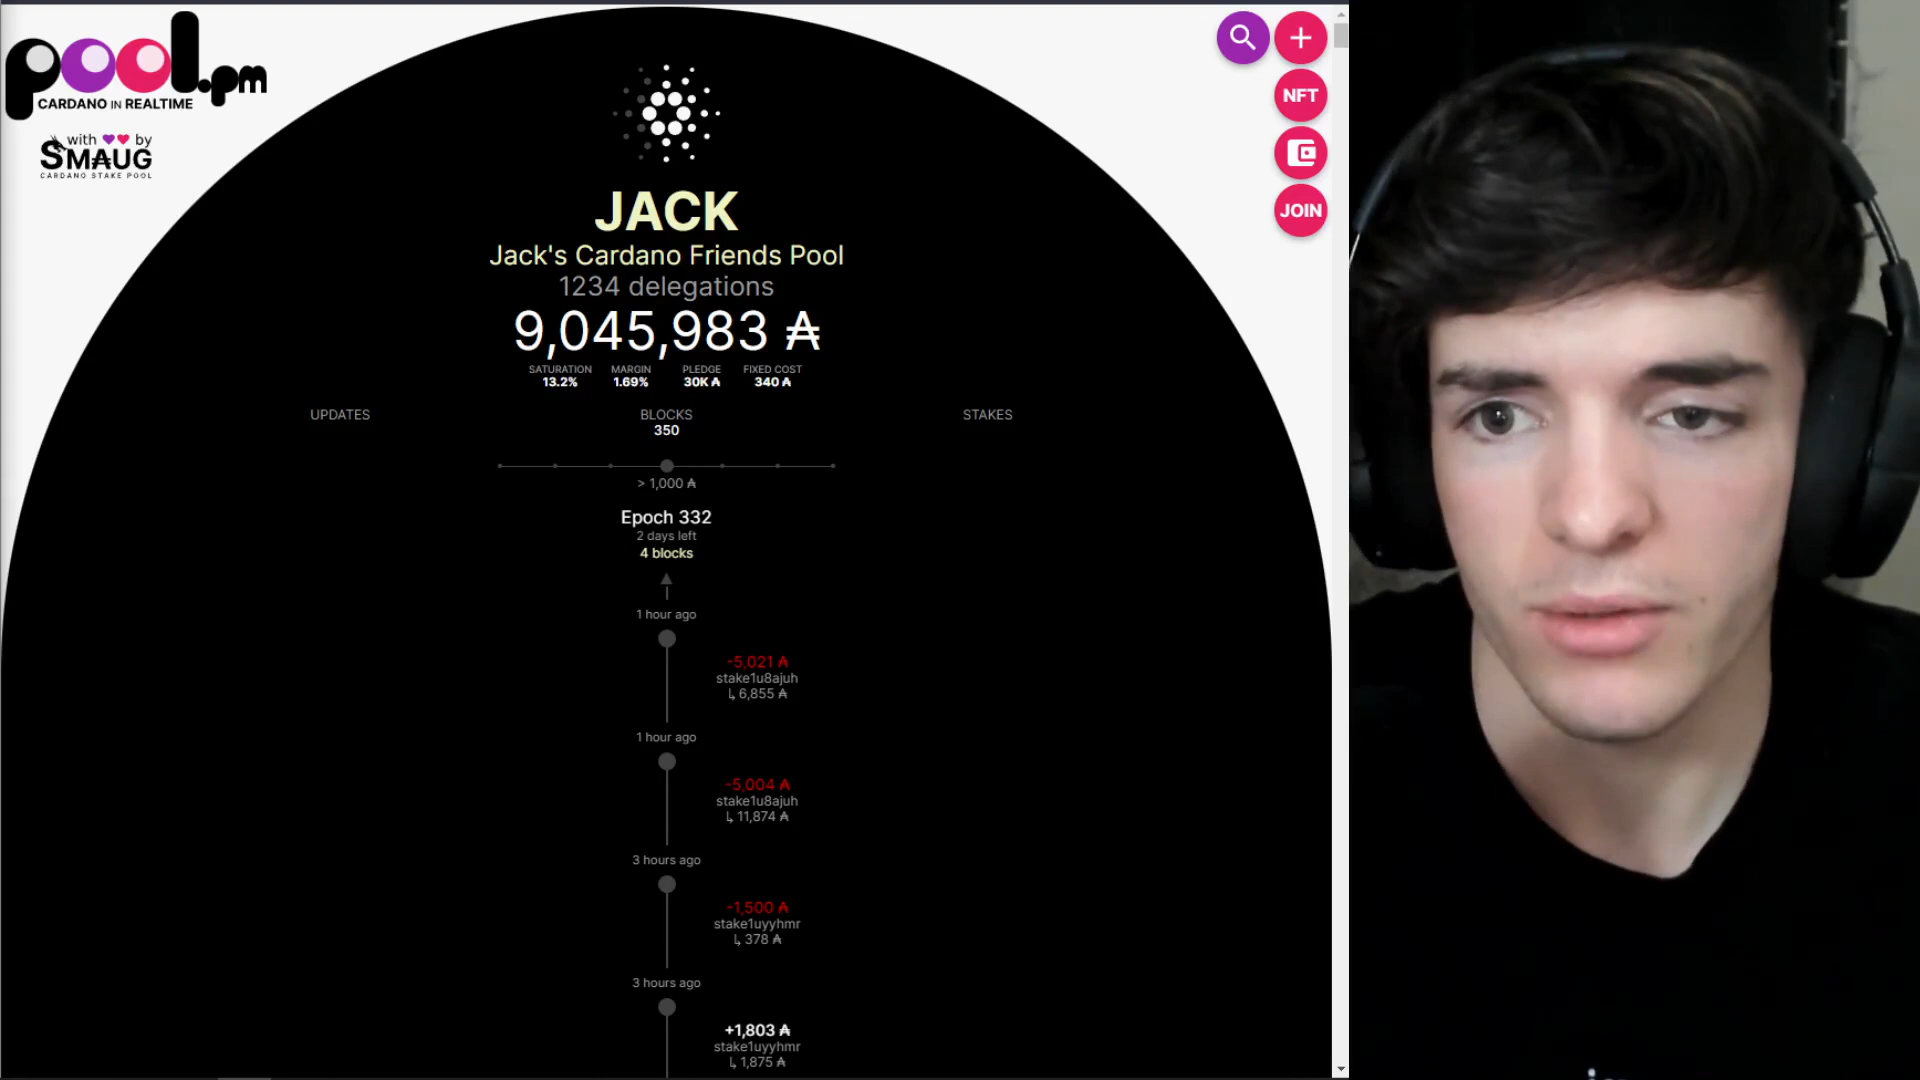 pool.pm
CARDANO IN REALTIME
with by
SMAUG
CARDANO STAKE POOL
NFT
JOIN
JACK
Jack's Cardano Friends Pool
1234 delegations
9,045,983 ₳
SATURATION MARGIN PLEDGE FIXED COST
13.2% 1.69% 30K ₳ 340 ₳
UPDATES BLOCKS STAKES
350
> 1,000 ₳
Epoch 332
2 days left
4 blocks
1 hour ago
-5,021 ₳
stake1u8ajuh
↳ 6,855 ₳
1 hour ago
-5,004 ₳
stake1u8ajuh
↳ 11,874 ₳
3 hours ago
-1,500 ₳
stake1uyyhmr
↳ 378 ₳
3 hours ago
+1,803 ₳
stake1uyyhmr
↳ 1,875 ₳